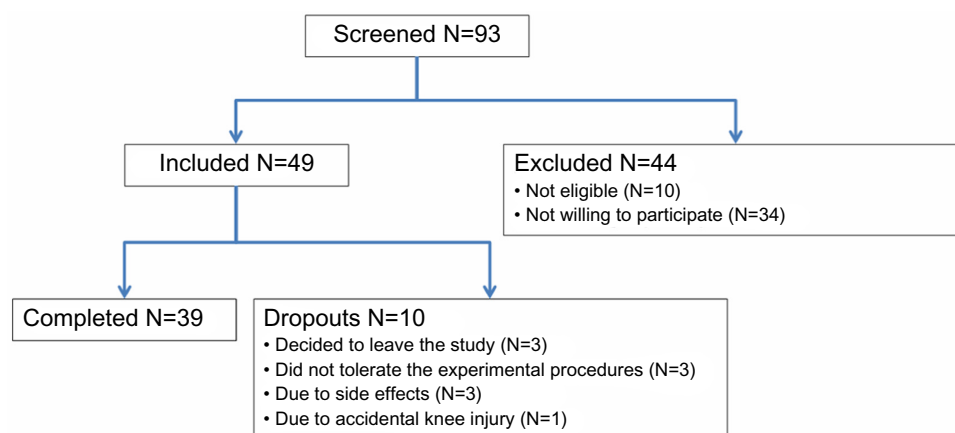 Screened N=93
Included N=49
Excluded N=44
• Not eligible (N=10)
• Not willing to participate (N=34)
Completed N=39
Dropouts N=10
• Decided to leave the study (N=3)
• Did not tolerate the experimental procedures (N=3)
• Due to side effects (N=3)
• Due to accidental knee injury (N=1)